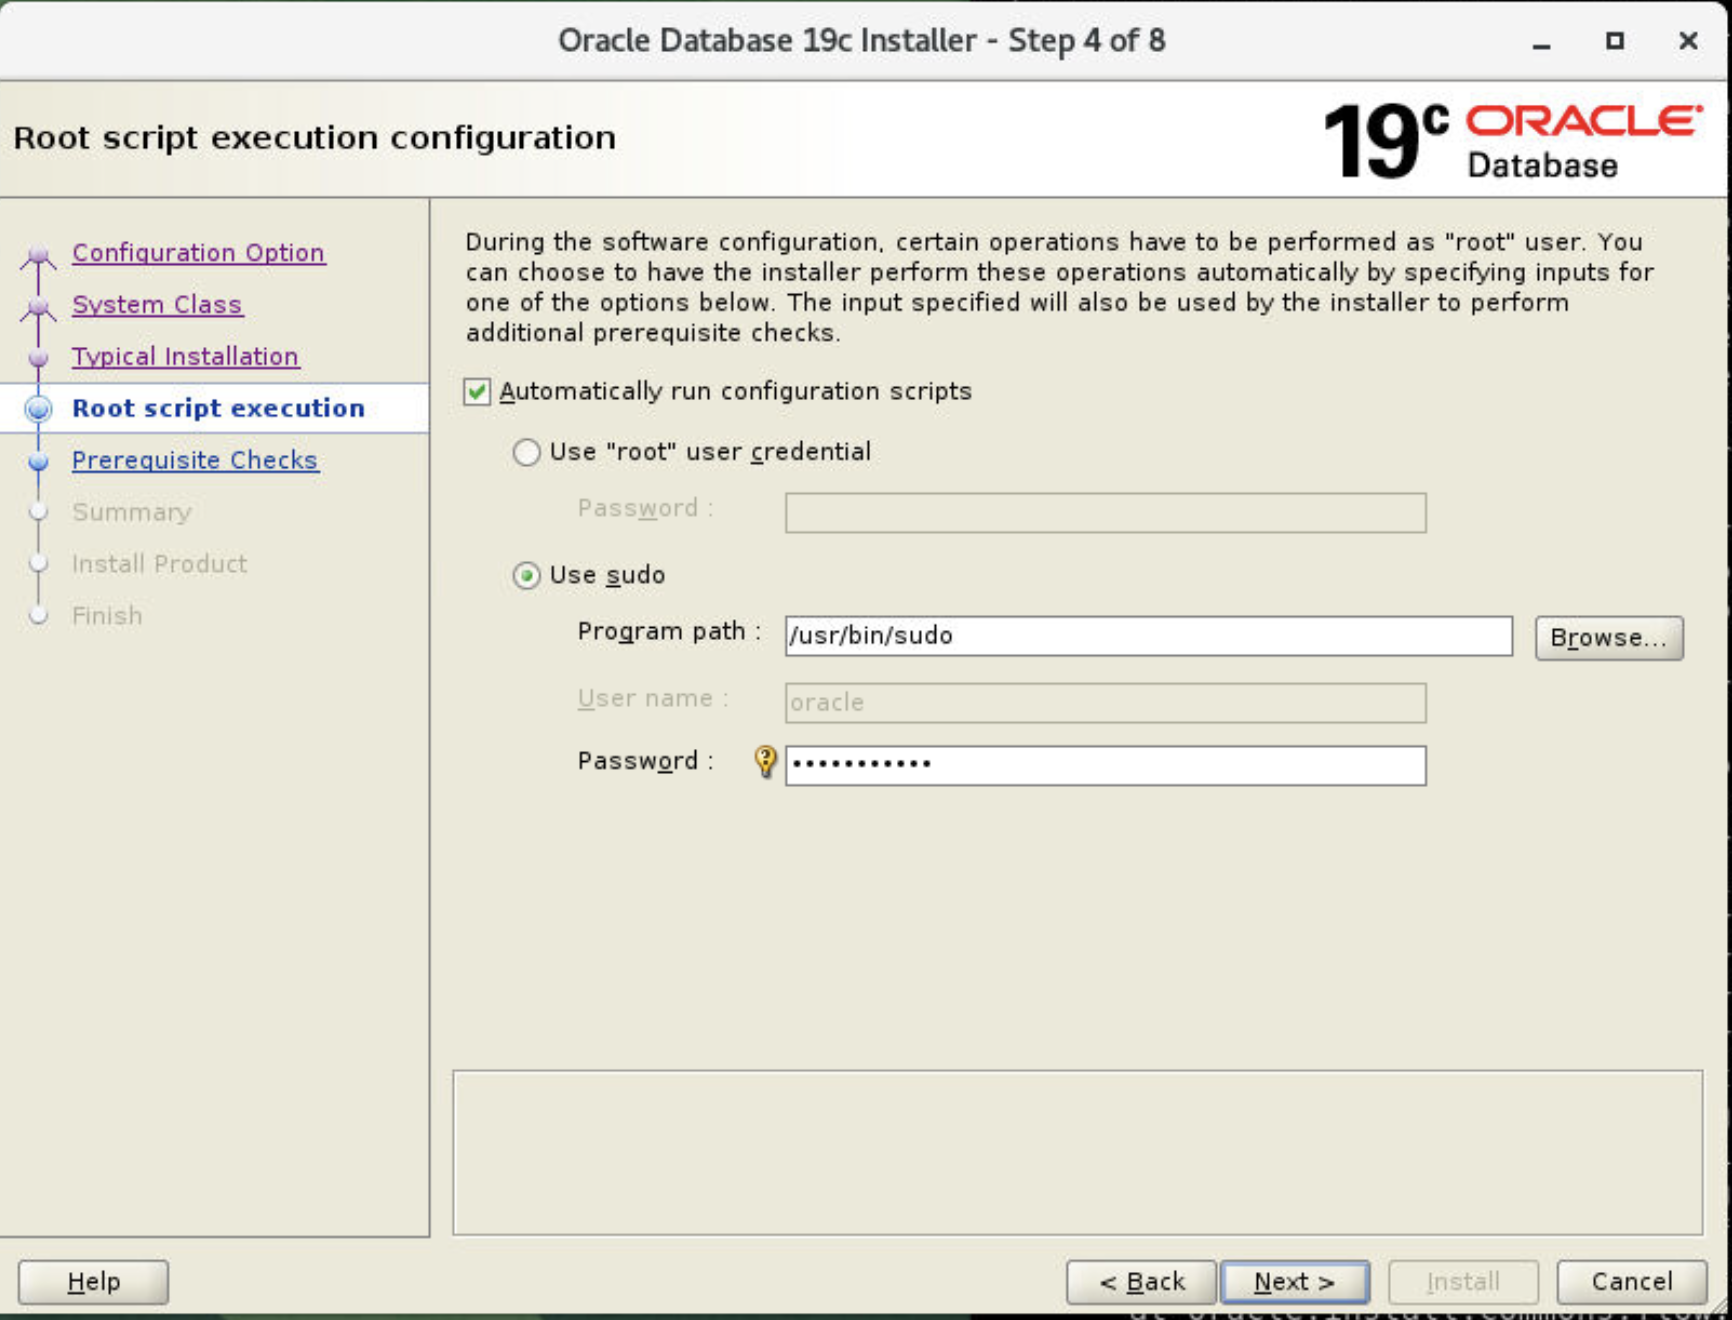 Oracle Database 19c Installer - Step 4 of 8
Root script execution configuration
19c ORACLE
Database
Configuration Option
System Class
Typical Installation
Root script execution
Prerequisite Checks
Summary
Install Product
Finish
During the software configuration, certain operations have to be performed as "root" user. You
can choose to have the installer perform these operations automatically by specifying inputs for
one of the options below. The input specified will also be used by the installer to perform
additional prerequisite checks.
Automatically run configuration scripts
Use "root" user credential
Password :
Use sudo
Program path : /usr/bin/sudo Browse...
User name : oracle
Password : •••••••••••
Help < Back Next > Install Cancel